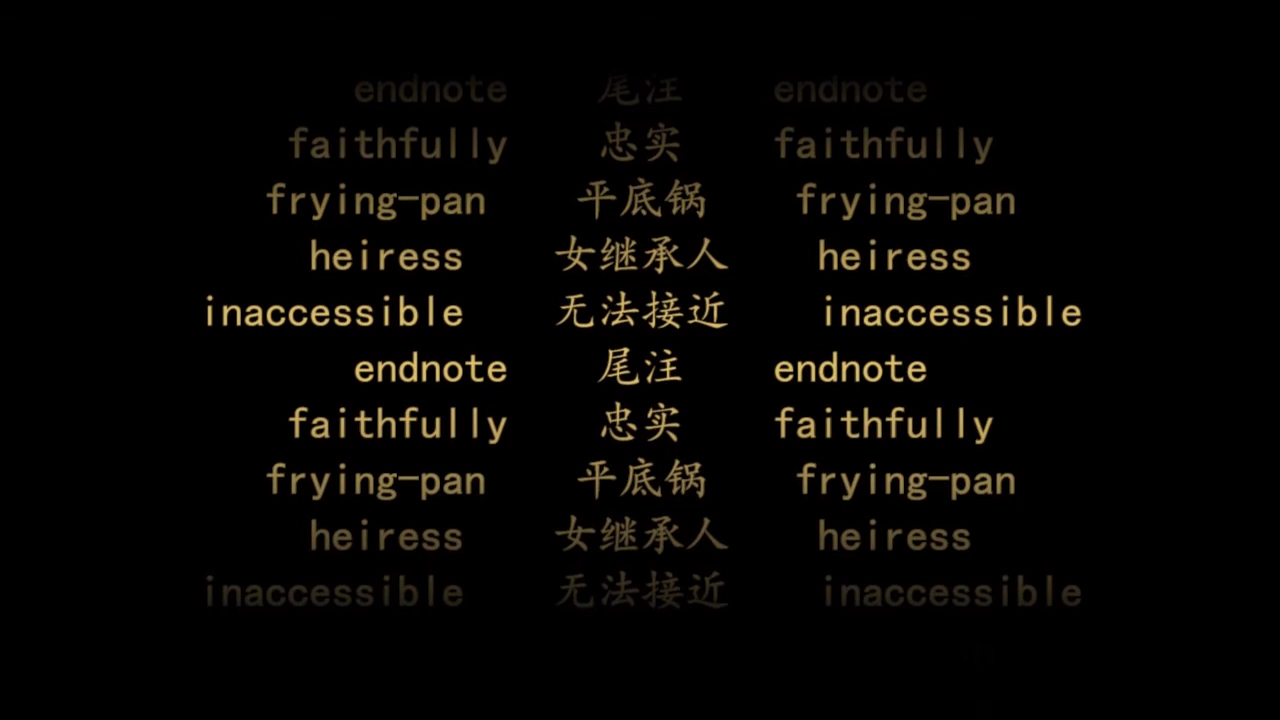 endnote 尾注 endnote
faithfully 忠实 faithfully
frying-pan 平底锅 frying-pan
heiress 女继承人 heiress
inaccessible 无法接近 inaccessible
endnote 尾注 endnote
faithfully 忠实 faithfully
frying-pan 平底锅 frying-pan
heiress 女继承人 heiress
inaccessible 无法接近 inaccessible